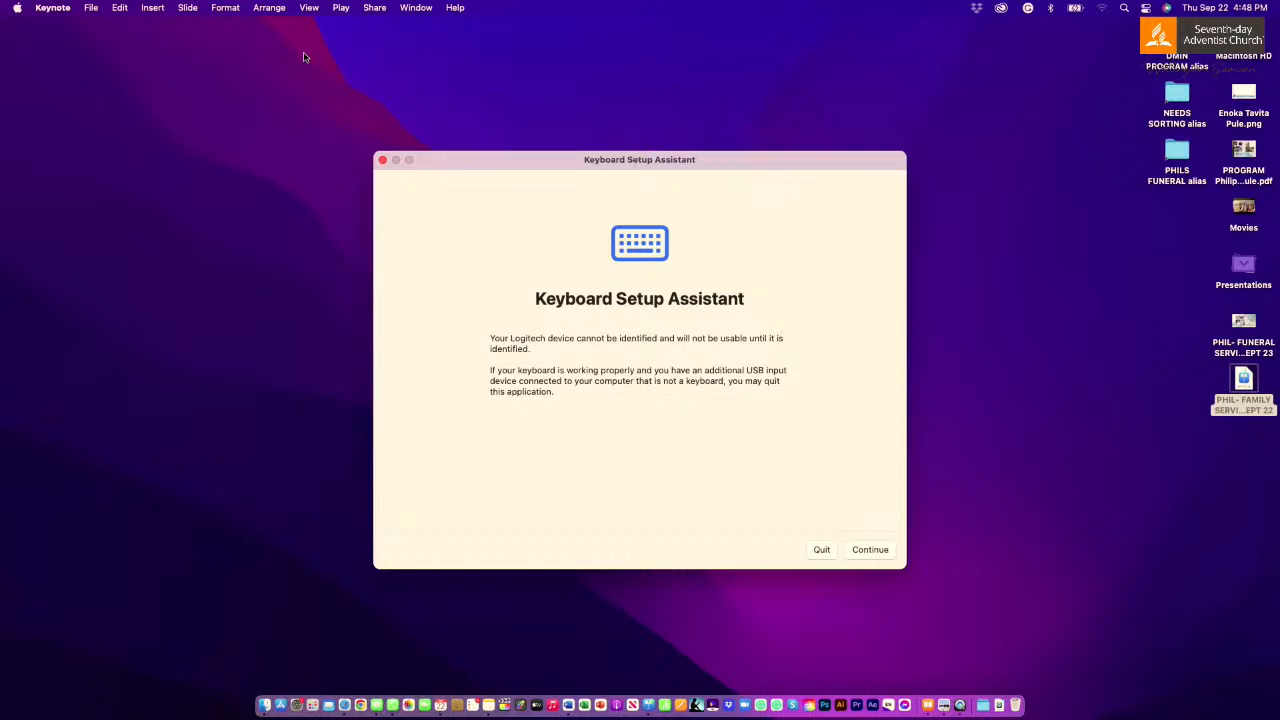 Keynote File Edit Insert Slide Format Arrange View Play Share Window Help
Thu Sep 22 4:48 PM
Seventh-day
Adventist Church
DMIN
PROGRAM alias
Macintosh HD
NEEDS
SORTING alias
Enoka Tavita
Pule.png
PHILS
FUNERAL alias
PROGRAM
Philip...ule.pdf
Movies
Presentations
PHIL- FUNERAL
SERVI...EPT 23
PHIL- FAMILY
SERVI...EPT 22
Keyboard Setup Assistant
Keyboard Setup Assistant
Your Logitech device cannot be identified and will not be usable until it is
identified.
If your keyboard is working properly and you have an additional USB input
device connected to your computer that is not a keyboard, you may quit
this application.
Quit
Continue